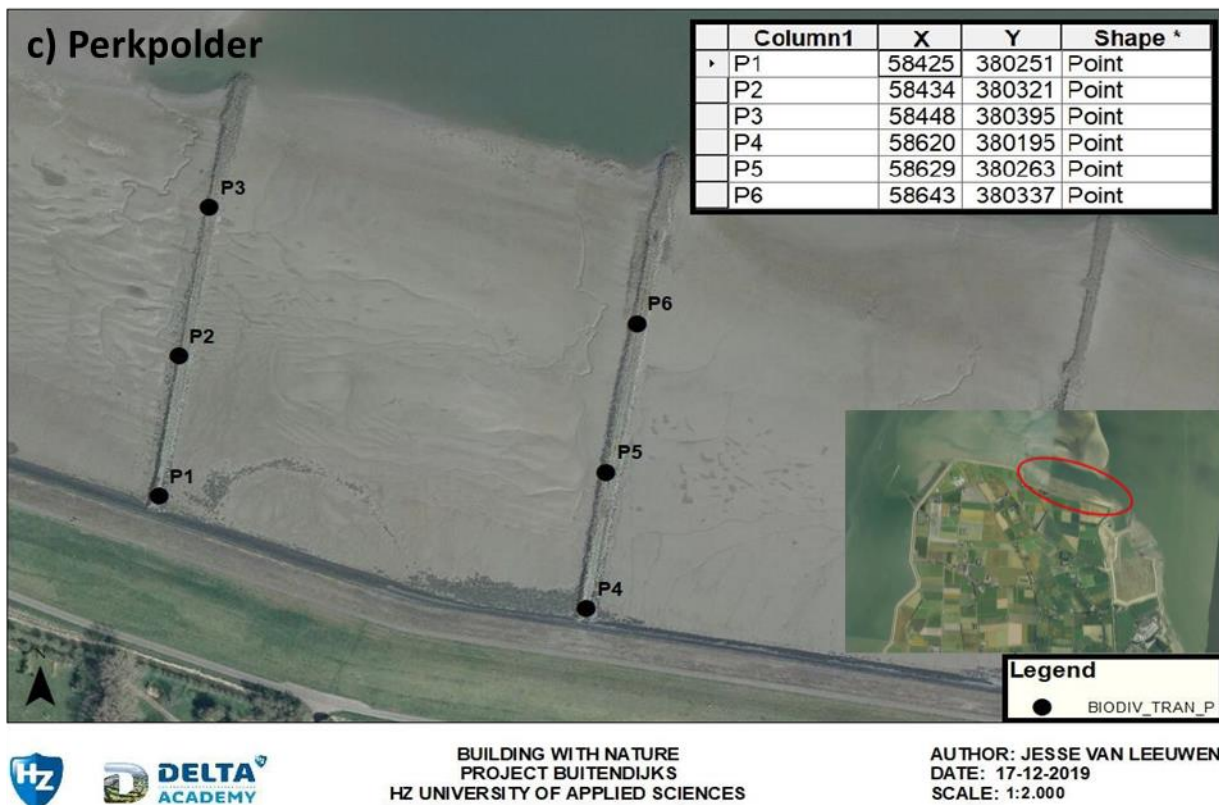 c) Perkpolder
Column1 X Y Shape *
P1 58425 380251 Point
P2 58434 380321 Point
P3 58448 380395 Point
P4 58620 380195 Point
P5 58629 380263 Point
P6 58643 380337 Point
P3
P6
P2
P5
P1
P4
Legend
BIODIV_TRAN_P
HZ
DELTA
ACADEMY
BUILDING WITH NATURE
PROJECT BUITENDIJKS
HZ UNIVERSITY OF APPLIED SCIENCES
AUTHOR: JESSE VAN LEEUWEN
DATE: 17-12-2019
SCALE: 1:2.000